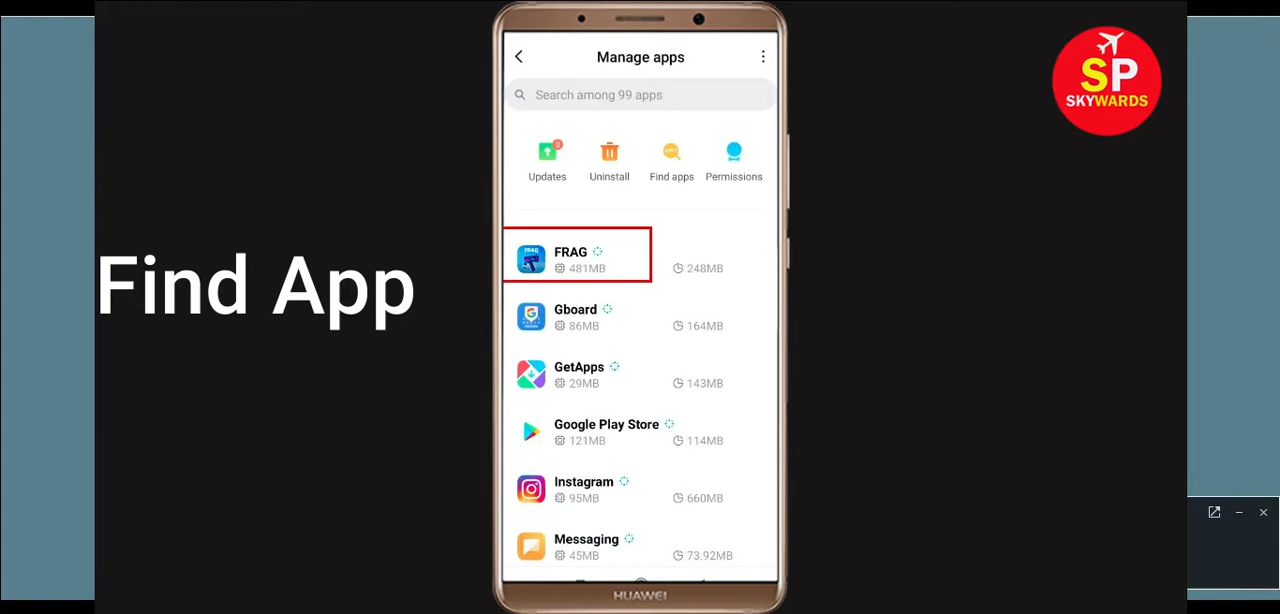 Manage apps
Search among 99 apps
3
Updates
Uninstall
Find apps
Permissions
FRAG
481MB
248MB
Gboard
86MB
164MB
GetApps
29MB
143MB
Google Play Store
121MB
114MB
Instagram
95MB
660MB
Messaging
45MB
73.92MB
HUAWEI
Find App
SP
SKYWARDS